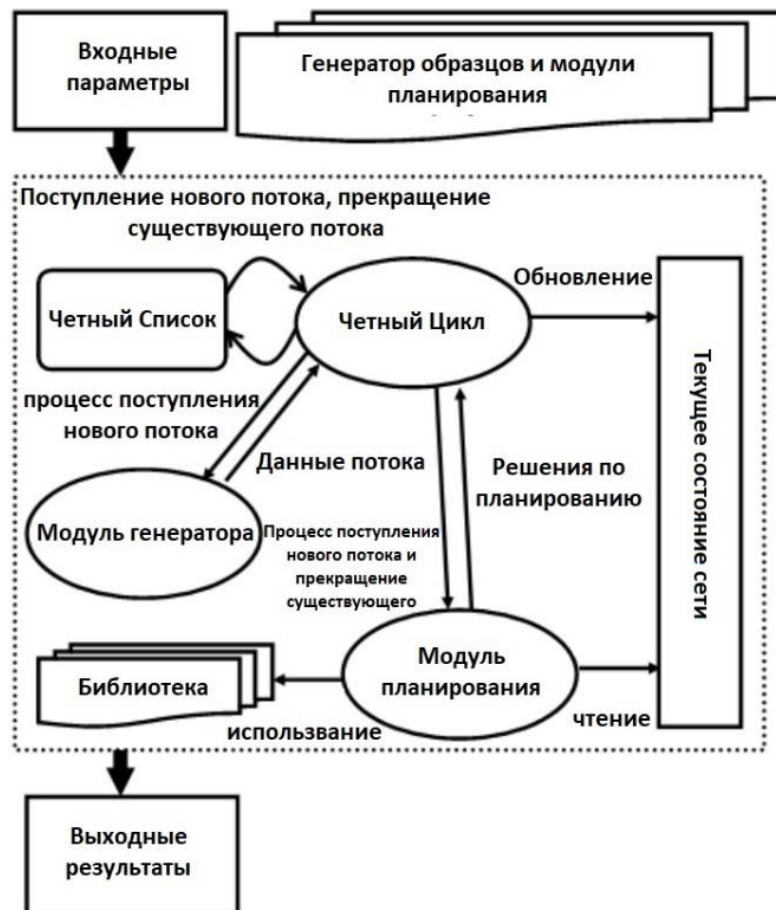 Входные
параметры
Генератор образцов и модули
планирования
Поступление нового потока, прекращение
существующего потока
Обновление
Четный Список
Четный Цикл
Текущее состояние сети
процесс поступления
нового потока
Данные потока
Решения по
планированию
Модуль генератора
Процесс поступления
нового потока и
прекращение
существующего
Модуль
планирования
Библиотека
использвание
чтение
Выходные
результаты